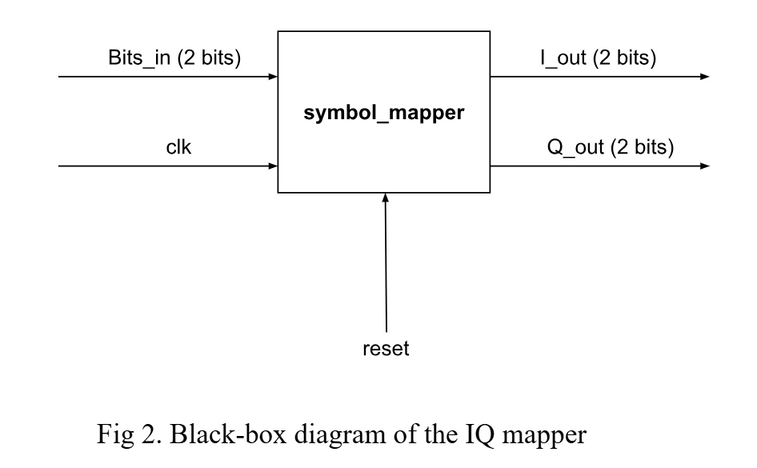 Bits_in (2 bits)
I_out (2 bits)
symbol_mapper
clk
Q_out (2 bits)
reset
Fig 2. Black-box diagram of the IQ mapper